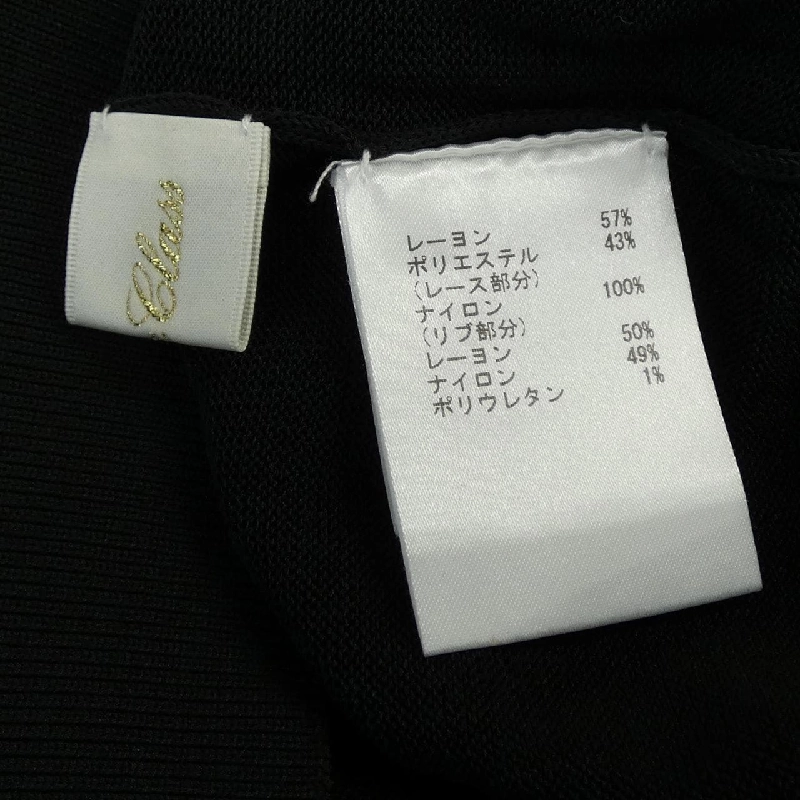 Class
レーヨン 57%
ポリエステル 43%
(レース部分)
ナイロン 100%
(リブ部分)
レーヨン 50%
ナイロン 49%
ポリウレタン 1%